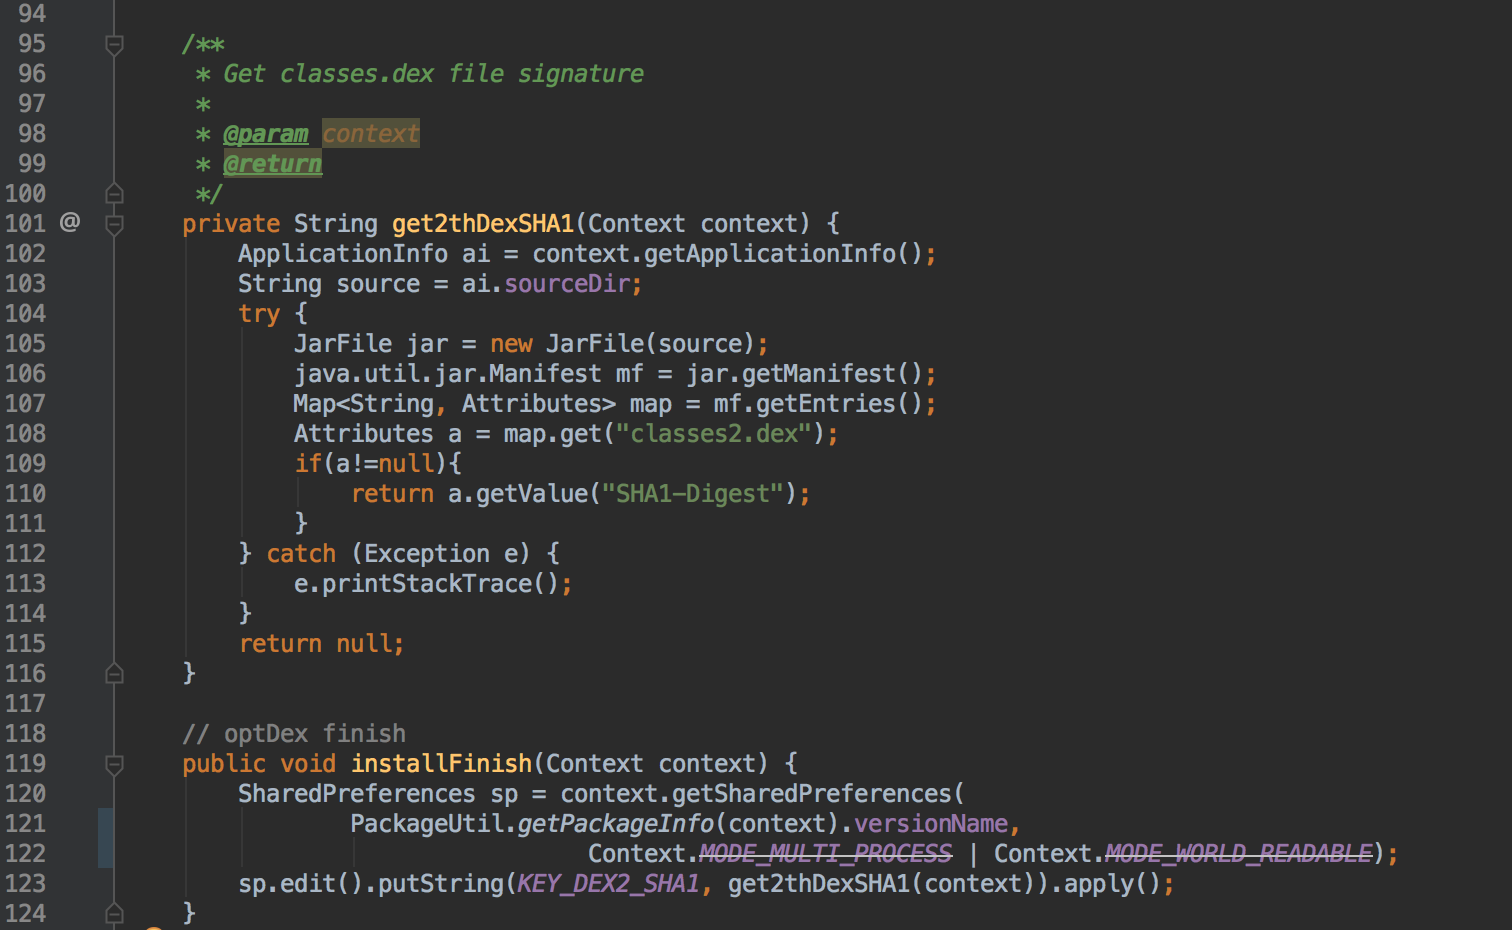 94
95 /**
96 * Get classes.dex file signature
97 *
98 * @param context
99 * @return
100 */
101 @ private String get2thDexSHA1(Context context) {
102 ApplicationInfo ai = context.getApplicationInfo();
103 String source = ai.sourceDir;
104 try {
105 JarFile jar = new JarFile(source);
106 java.util.jar.Manifest mf = jar.getManifest();
107 Map<String, Attributes> map = mf.getEntries();
108 Attributes a = map.get("classes2.dex");
109 if(a!=null){
110 return a.getValue("SHA1-Digest");
111 }
112 } catch (Exception e) {
113 e.printStackTrace();
114 }
115 return null;
116 }
117
118 // optDex finish
119 public void installFinish(Context context) {
120 SharedPreferences sp = context.getSharedPreferences(
121 PackageUtil.getPackageInfo(context).versionName,
122 Context.MODE_MULTI_PROCESS | Context.MODE_WORLD_READABLE);
123 sp.edit().putString(KEY_DEX2_SHA1, get2thDexSHA1(context)).apply();
124 }